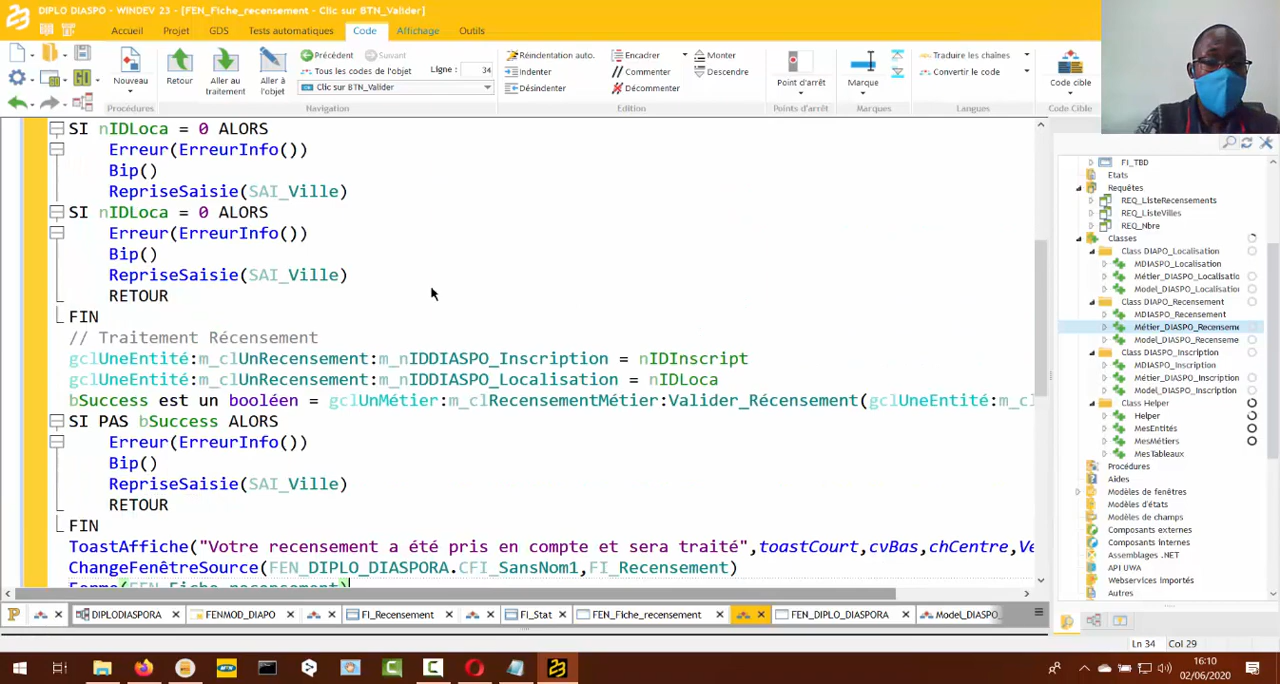 DIPLO DIASPO - WINDEV 23 - [FEN_Fiche_recensement - Clic sur BTN_Valider]
Accueil Projet GDS Tests automatiques Code Affichage Outils
Nouveau Retour Aller au traitement Aller à l'objet
Précédent Suivant
Tous les codes de l'objet Ligne : 34
Clic sur BTN_Valider
Réindentation auto. Encadrer Monter
Indenter Commenter Descendre
Désindenter Décommenter
Point d'arrêt Marque
Traduire les chaînes
Convertir le code
Code cible
Procédures Navigation Edition Points d'arrêt Marques Langues Code Cible
SI nIDLoca = 0 ALORS
Erreur(ErreurInfo())
Bip()
RepriseSaisie(SAI_Ville)
SI nIDLoca = 0 ALORS
Erreur(ErreurInfo())
Bip()
RepriseSaisie(SAI_Ville)
RETOUR
FIN
// Traitement Récensement
gclUneEntité:m_clUnRecensement:m_nIDDIASPO_Inscription = nIDInscript
gclUneEntité:m_clUnRecensement:m_nIDDIASPO_Localisation = nIDLoca
bSuccess est un booléen = gclUnMétier:m_clRecensementMétier:Valider_Récensement(gclUneEntité:m_cl
SI PAS bSuccess ALORS
Erreur(ErreurInfo())
Bip()
RepriseSaisie(SAI_Ville)
RETOUR
FIN
ToastAffiche("Votre recensement a été pris en compte et sera traité",toastCourt,cvBas,chCentre,Ve
ChangeFenêtreSource(FEN_DIPLO_DIASPORA.CFI_SansNom1,FI_Recensement)
Ferme(FEN_Fiche_recensement)
FI_TBD
Etats
Requêtes
REQ_ListeRecensements
REQ_ListeVilles
REQ_Nbre
Classes
Class DIAPO_Localisation
MDIASPO_Localisation
Métier_DIASPO_Localisatio
Model_DIASPO_Localisation
Class DIAPO_Recensement
MDIASPO_Recensement
Métier_DIASPO_Recenseme
Model_DIASPO_Recenseme
Class DIAPO_Inscription
MDIASPO_Inscription
Métier_DIASPO_Inscription
Model_DIASPO_Inscription
Class Helper
Helper
MesEntités
MesMétiers
MesTableaux
Procédures
Aides
Modèles de fenêtres
Modèles d'états
Modèles de champs
Composants externes
Composants Internes
Assemblages .NET
API UWA
Webservices Importés
Autres
DIPLODIASPORA FENMOD_DIAPO FI_Recensement FI_Stat FEN_Fiche_recensement FEN_DIPLO_DIASPORA Model_DIASPO
Ln 34 Col 29
16:10
02/06/2020